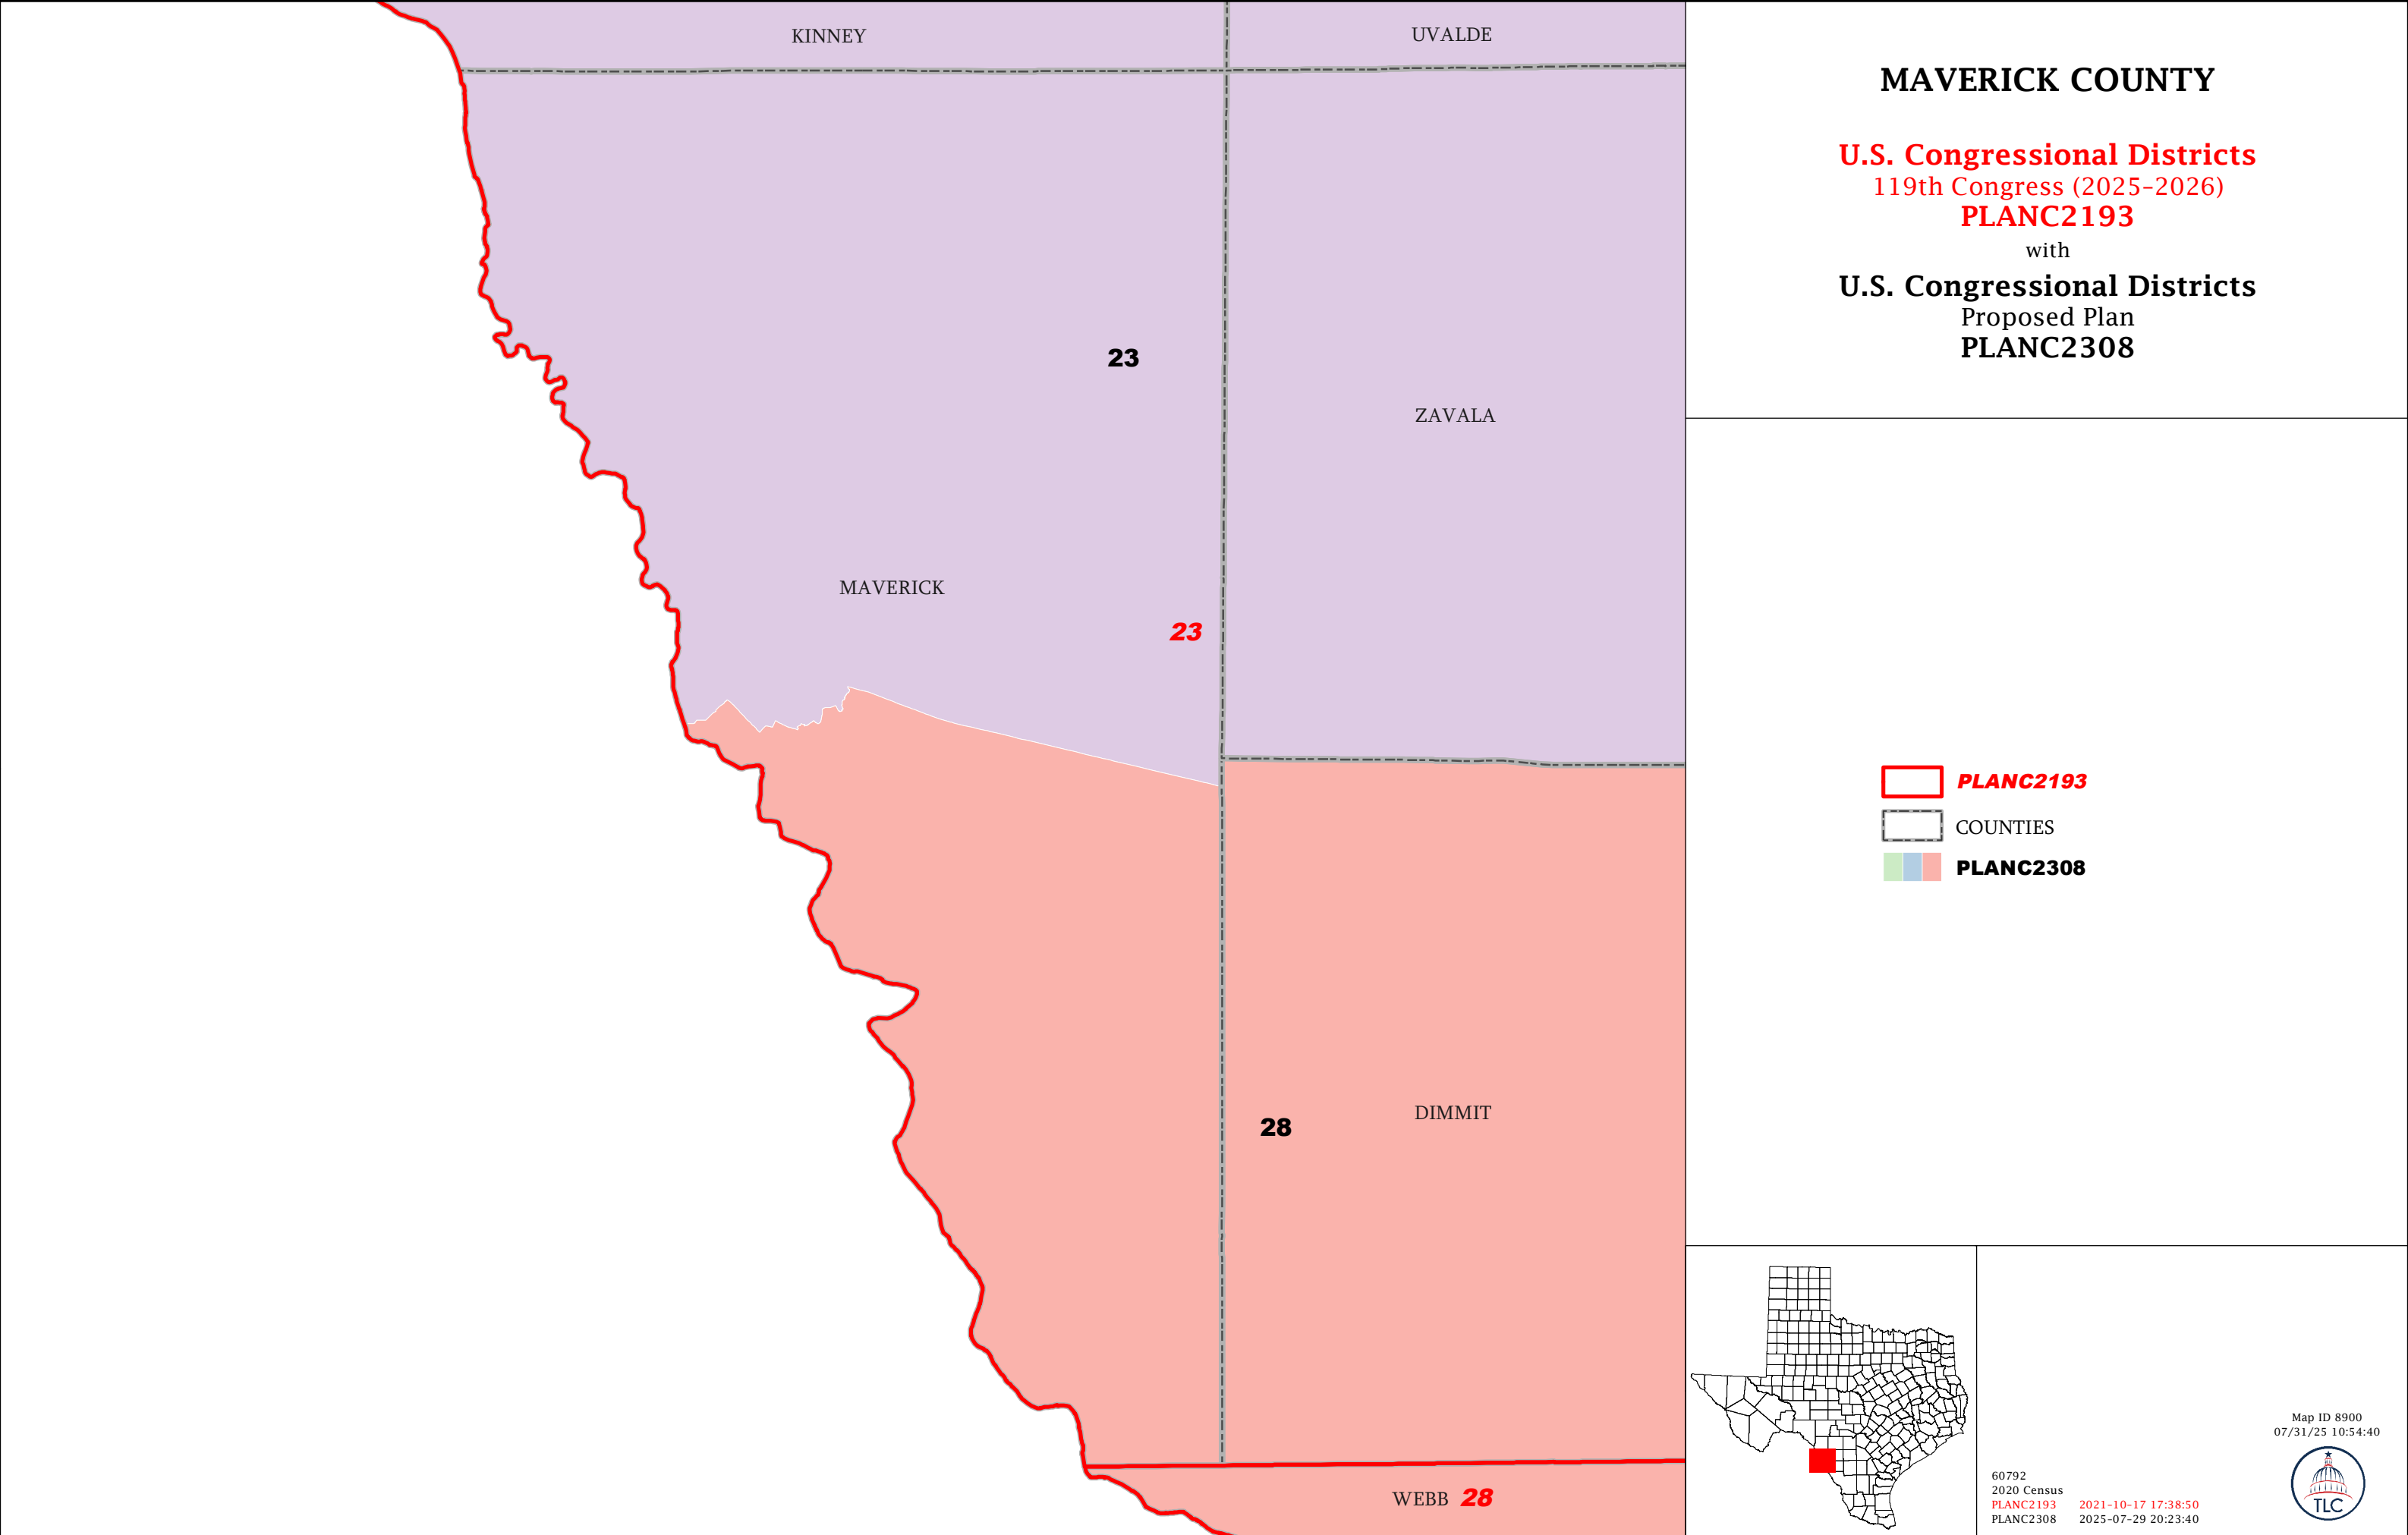 KINNEY
UVALDE
23
ZAVALA
MAVERICK
23
DIMMIT
28
WEBB 28
MAVERICK COUNTY
U.S. Congressional Districts
119th Congress (2025–2026)
PLANC2193
with
U.S. Congressional Districts
Proposed Plan
PLANC2308
PLANC2193
COUNTIES
PLANC2308
60792
2020 Census
PLANC2193 2021–10–17 17:38:50
PLANC2308 2025–07–29 20:23:40
Map ID 8900
07/31/25 10:54:40
TLC